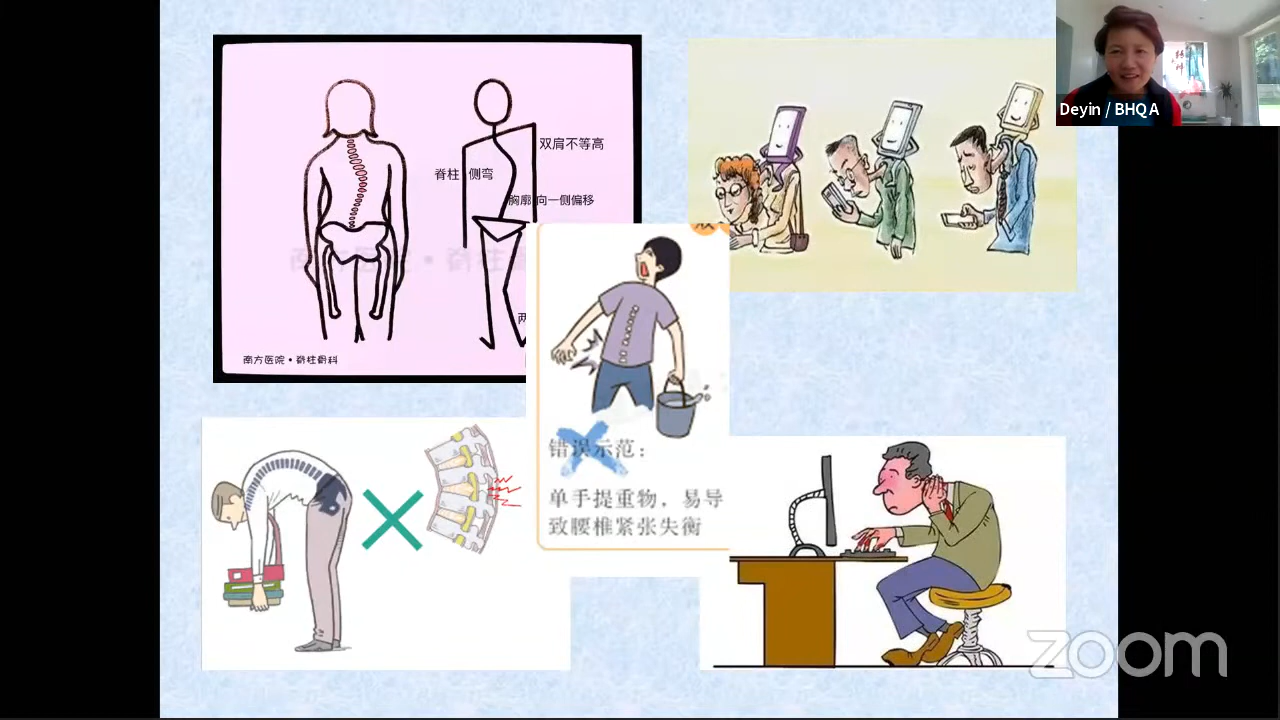 双肩不等高
脊柱 侧弯
胸廓向一侧偏移
两
南方医院·脊柱骨科
错误示范：
单手提重物，易导
致腰椎紧张失衡
Deyin / BHQA
zoom